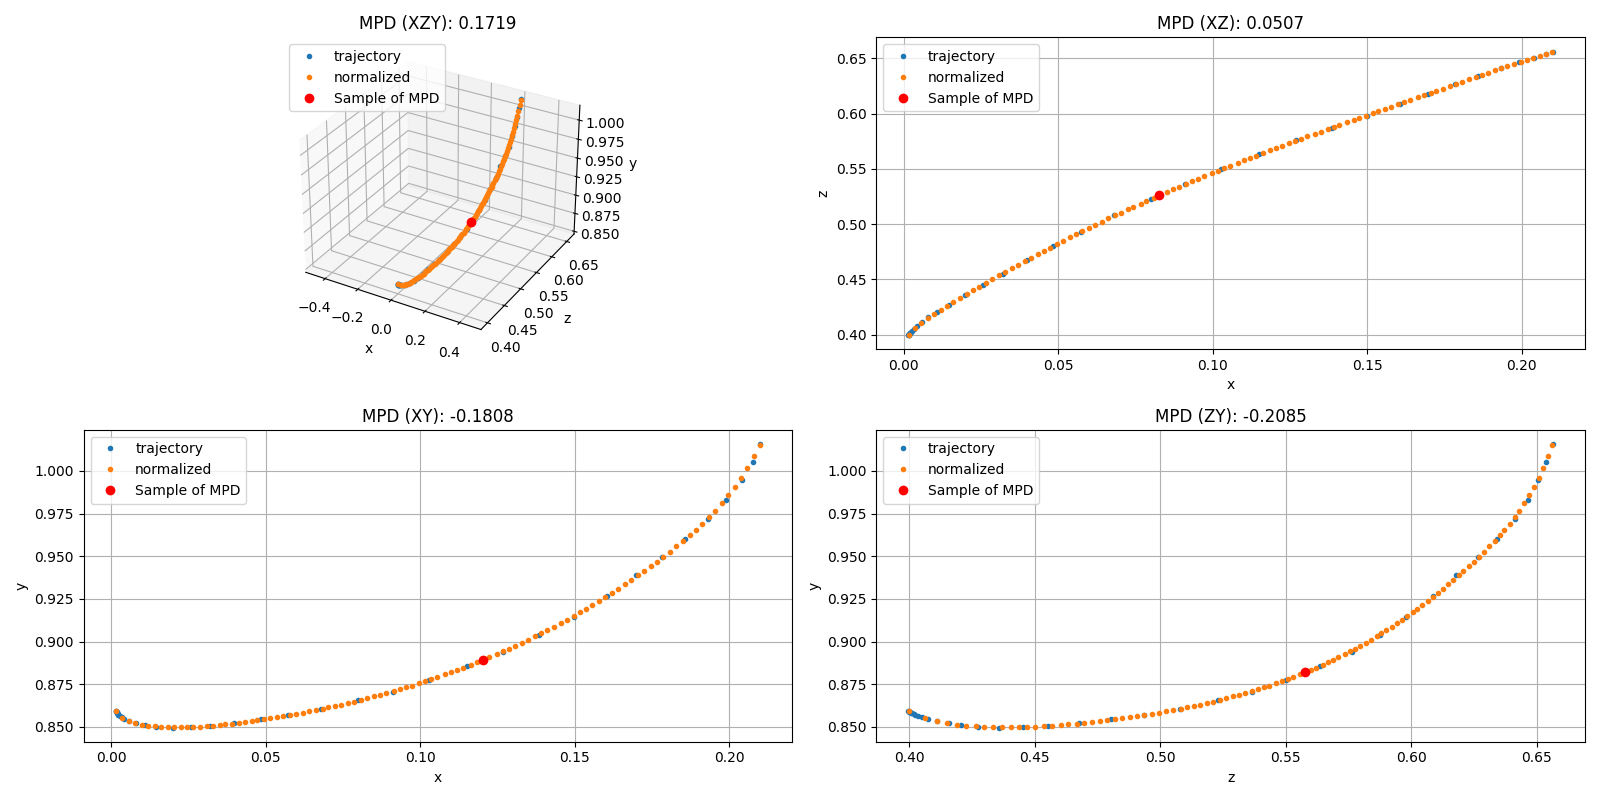 MPD (XZY): 0.1719
trajectory
normalized
Sample of MPD
1.000
0.975
0.950
0.925
0.900
0.875
0.850
y
0.65
0.60
0.55
0.50
0.45
0.40
z
−0.4
−0.2
0.0
0.2
0.4
x
MPD (XZ): 0.0507
trajectory
normalized
Sample of MPD
0.65
0.60
0.55
0.50
0.45
0.40
z
0.00 0.05 0.10 0.15 0.20
x
MPD (XY): -0.1808
trajectory
normalized
Sample of MPD
1.000
0.975
0.950
0.925
0.900
0.875
0.850
y
0.00 0.05 0.10 0.15 0.20
x
MPD (ZY): -0.2085
trajectory
normalized
Sample of MPD
1.000
0.975
0.950
0.925
0.900
0.875
0.850
y
0.40 0.45 0.50 0.55 0.60 0.65
z